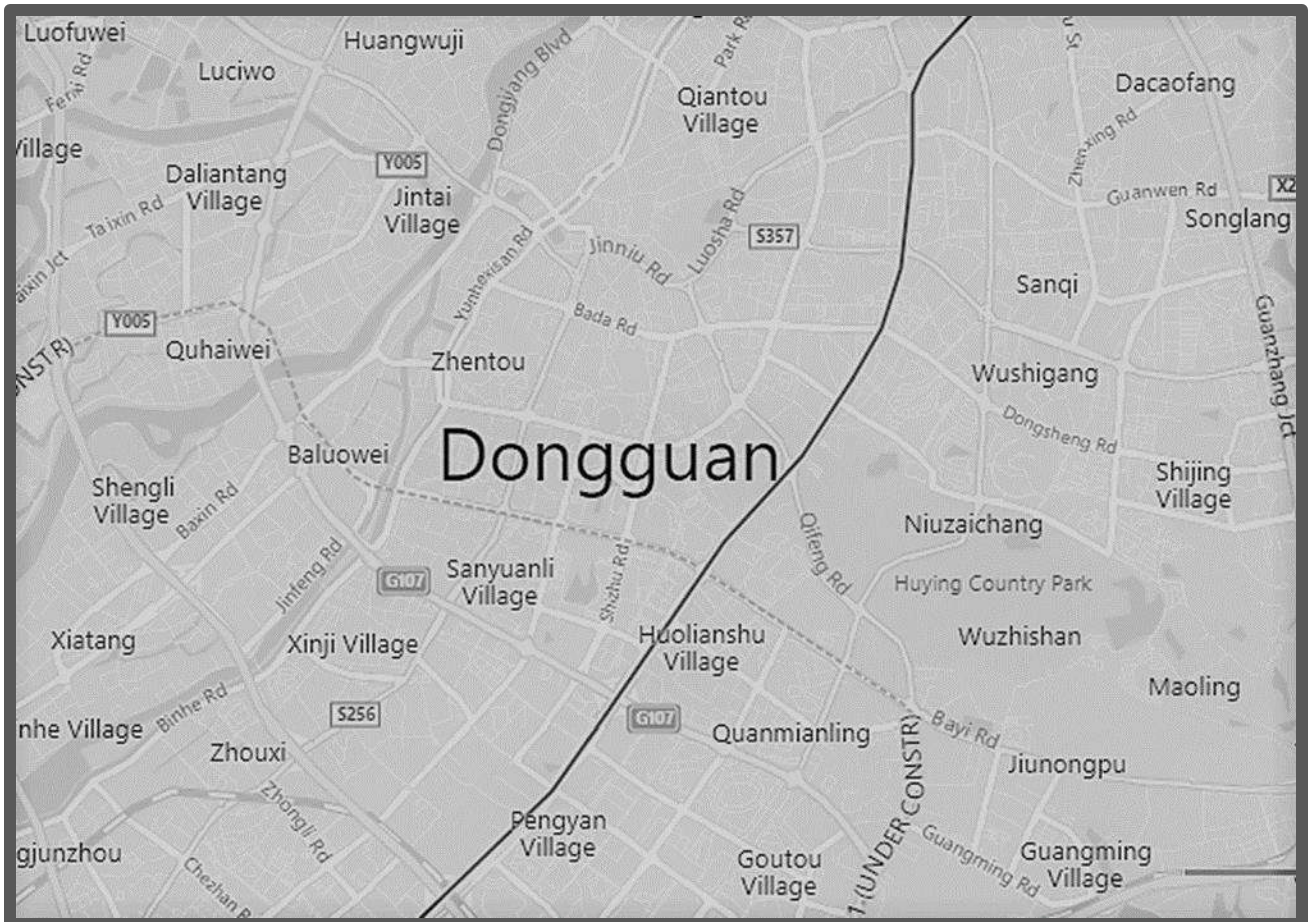 Luofuwei
Huangwuji
Dongjiang Blvd
Park Rd
Fenxi Rd
Luciwo
Qiantou
Village
Dacaofang
Village
Y005
Zhenxing Rd
Daliantang
Village
Jintai
Village
Guanwen Rd
X2
Songlang
Taixin Rd
Luosha Rd
S357
Jinniu Rd
Yunhexisan Rd
Sanqi
Y005
Bada Rd
Quhaiwei
Zhentou
Guanzhang Jct
Wushigang
Dongsheng Rd
Baluowei
Dongguan
Shijing
Village
Shengli
Village
Baxin Rd
Niuzaichang
Qifeng Rd
Jinfeng Rd
G107
Sanyuanli
Village
Shizhu Rd
Huying Country Park
Xiatang
Xinji Village
Huolianshu
Village
Wuzhishan
Maoling
Binhe Rd
S256
G107
nhe Village
Quanmianling
Bayi Rd
Zhouxi
Jiunongpu
Zhongli Rd
Pengyan
Village
1 (UNDER CONSTR)
gjunzhou
Chezhan R
Goutou
Village
Guangming Rd
Guangming
Village